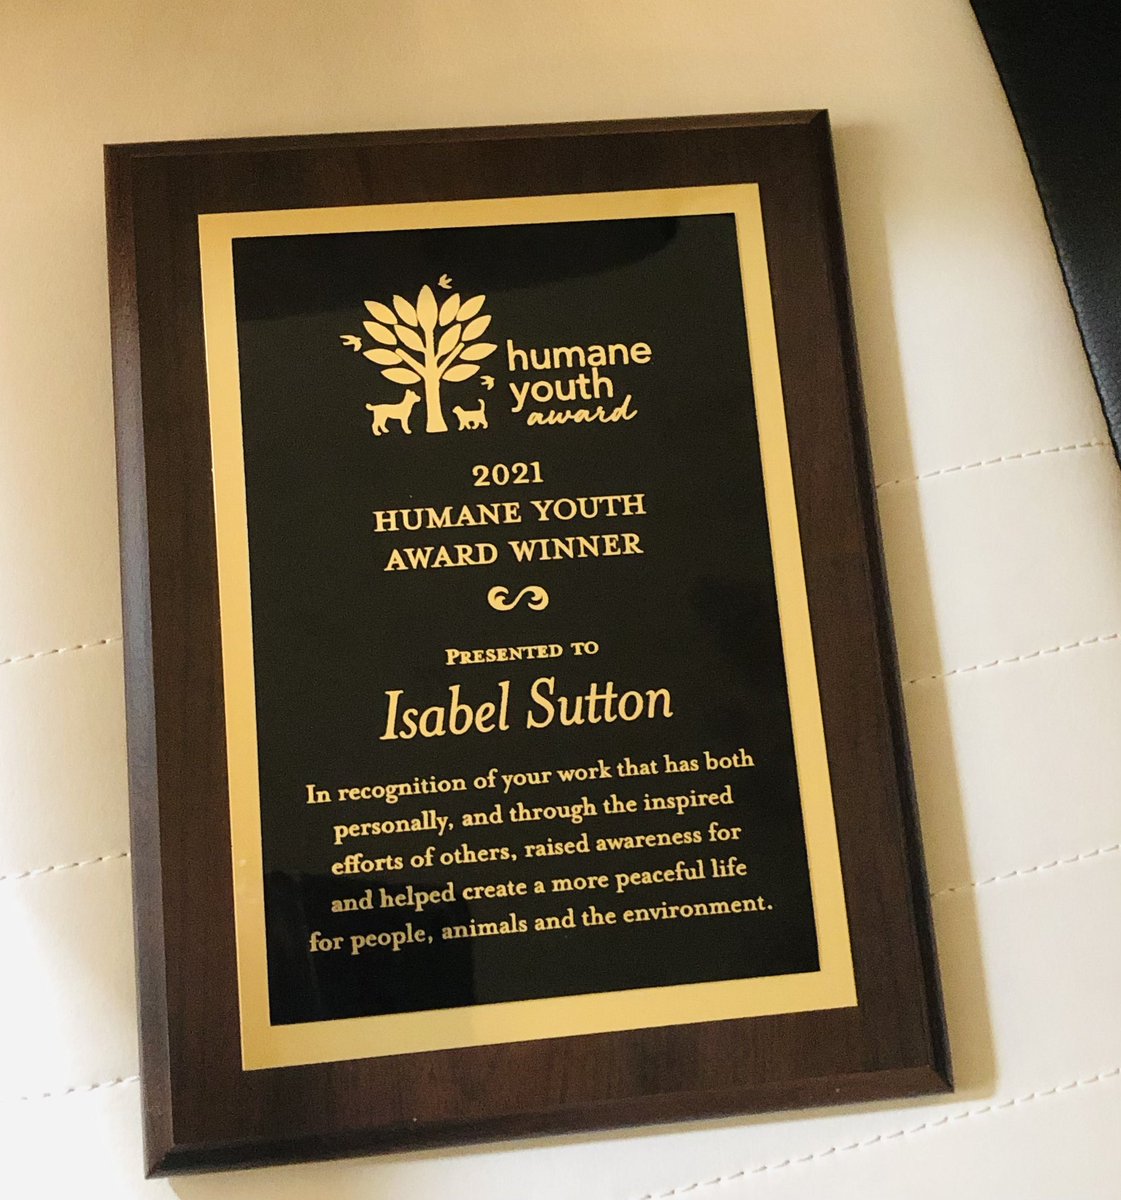 humane
youth
award
2021
HUMANE YOUTH
AWARD WINNER
PRESENTED TO
Isabel Sutton
In recognition of your work that has both
personally, and through the inspired
efforts of others, raised awareness for
and helped create a more peaceful life
for people, animals and the environment.